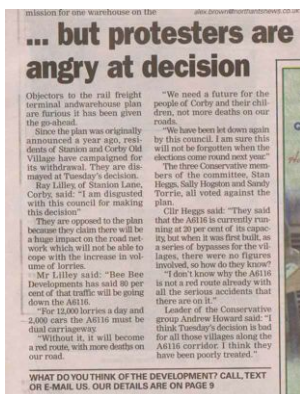 mission for one warehouse on the
alex.brown@northantsnews.co.uk
... but protesters are
angry at decision
Objectors to the rail freight
terminal andwarehouse plan
are furious it has been given
the go-ahead.
Since the plan was originally
announced a year ago, resi-
dents of Stanion and Corby Old
Village have campaigned for
its withdrawal. They are dis-
mayed at Tuesday's decision.
Ray Lilley, of Stanion Lane,
Corby, said: "I am disgusted
with this council for making
this decision"
They are opposed to the plan
because they claim there will be
a huge impact on the road net-
work which will not be able to
cope with the increase in vol-
ume of lorries.
Mr Lilley said: "Bee Bee
Developments has said 80 per
cent of that traffic will be going
down the A6116.
"For 12,000 lorries a day and
2,000 cars the A6116 must be
dual carriageway.
"Without it, it will become
a red route, with more deaths on
our road.
"We need a future for the
people of Corby and their chil-
dren, not more deaths on our
roads.
"We have been let down again
by this council. I am sure this
will not be forgotten when the
elections come round next year."
The three Conservative mem-
bers of the committee, Stan
Heggs, Sally Hogston and Sandy
Torrie, all voted against the
plan.
Cllr Heggs said: "They said
that the A6116 is currently run-
ning at 20 per cent of its capac-
ity, but when it was first built, as
a series of bypasses for the vil-
lages, there were no figures
involved, so how do they know?
"I don't know why the A6116
is not a red route already with
all the serious accidents that
there are on it."
Leader of the Conservative
group Andrew Howard said: "I
think Tuesday's decision is bad
for all those villages along the
A6116 corridor. I think they
have been poorly treated."
WHAT DO YOU THINK OF THE DEVELOPMENT? CALL, TEXT
OR E-MAIL US. OUR DETAILS ARE ON PAGE 9